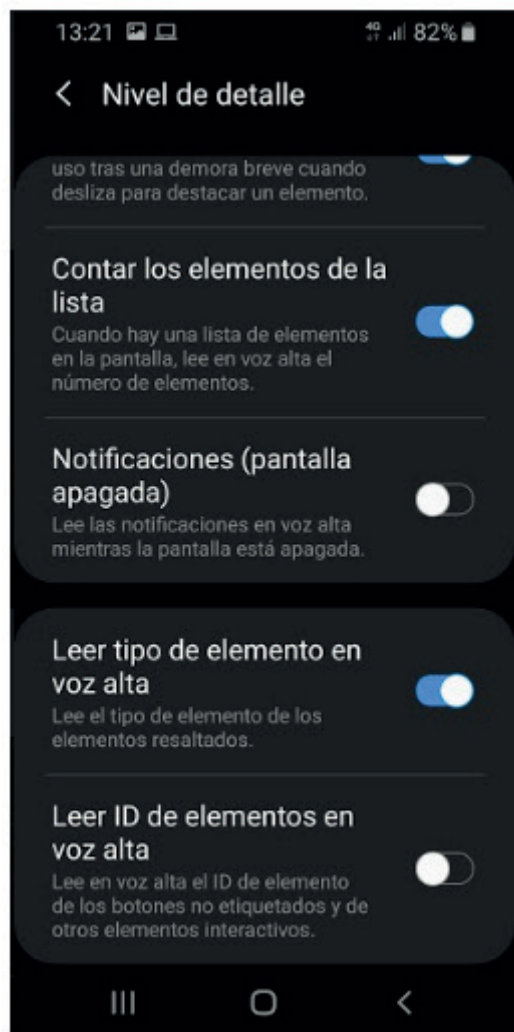 13:21 4G 82%
Nivel de detalle
uso tras una demora breve cuando
desliza para destacar un elemento.
Contar los elementos de la
lista
Cuando hay una lista de elementos
en la pantalla, lee en voz alta el
número de elementos.
Notificaciones (pantalla
apagada)
Lee las notificaciones en voz alta
mientras la pantalla está apagada.
Leer tipo de elemento en
voz alta
Lee el tipo de elemento de los
elementos resaltados.
Leer ID de elementos en
voz alta
Lee en voz alta el ID de elemento
de los botones no etiquetados y de
otros elementos interactivos.